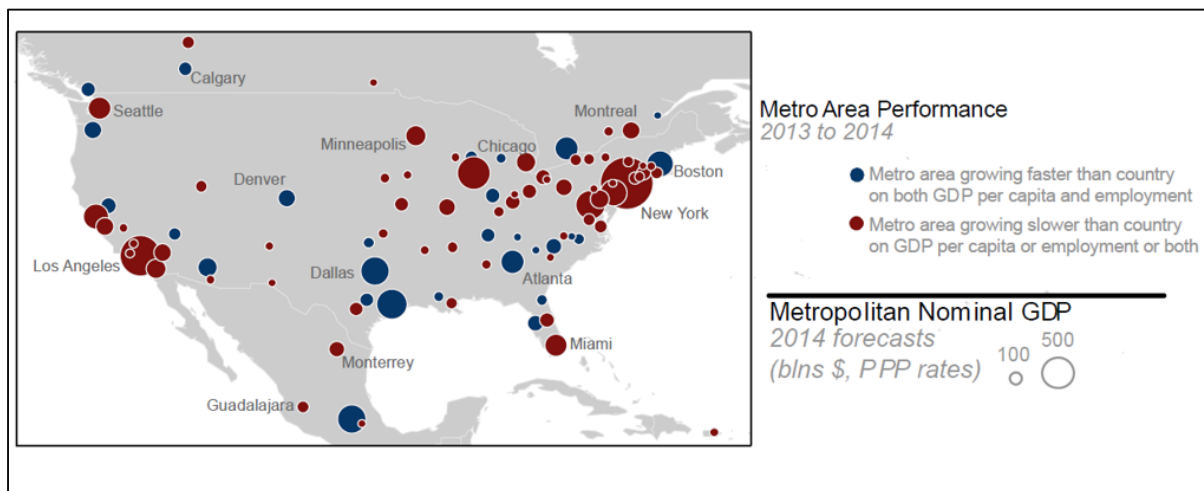 Calgary
Seattle
Montreal
Minneapolis
Chicago
Boston
Denver
New York
Los Angeles
Dallas
Atlanta
Miami
Monterrey
Guadalajara
Metro Area Performance
2013 to 2014
Metro area growing faster than country
on both GDP per capita and employment
Metro area growing slower than country
on GDP per capita or employment or both
Metropolitan Nominal GDP
2014 forecasts
(blns $, PPP rates)
100
500